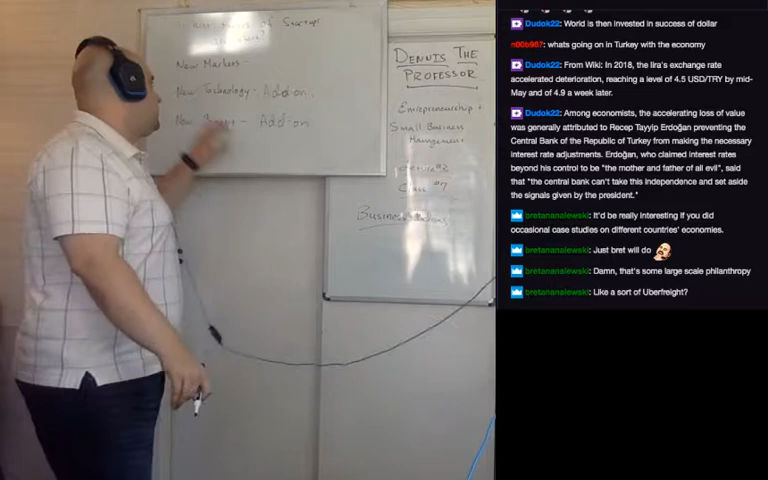 of Startups
New Markets -
New Technology - Add-on
New - Add-on
DENNIS THE
PROFESSOR
Entrepreneurship +
Small Business
Management
Class #7
Business
Dudok22: World is then invested in success of dollar
n00b987: whats going on in Turkey with the economy
Dudok22: From Wiki: In 2018, the lira's exchange rate
accelerated deterioration, reaching a level of 4.5 USD/TRY by mid-
May and of 4.9 a week later.
Dudok22: Among economists, the accelerating loss of value
was generally attributed to Recep Tayyip Erdoğan preventing the
Central Bank of the Republic of Turkey from making the necessary
interest rate adjustments. Erdoğan, who claimed interest rates
beyond his control to be "the mother and father of all evil", said
that "the central bank can't take this independence and set aside
the signals given by the president."
bretananalewski: It'd be really interesting if you did
occasional case studies on different countries' economies.
bretananalewski: Just bret will do
bretananalewski: Damn, that's some large scale philanthropy
bretananalewski: Like a sort of Uberfreight?